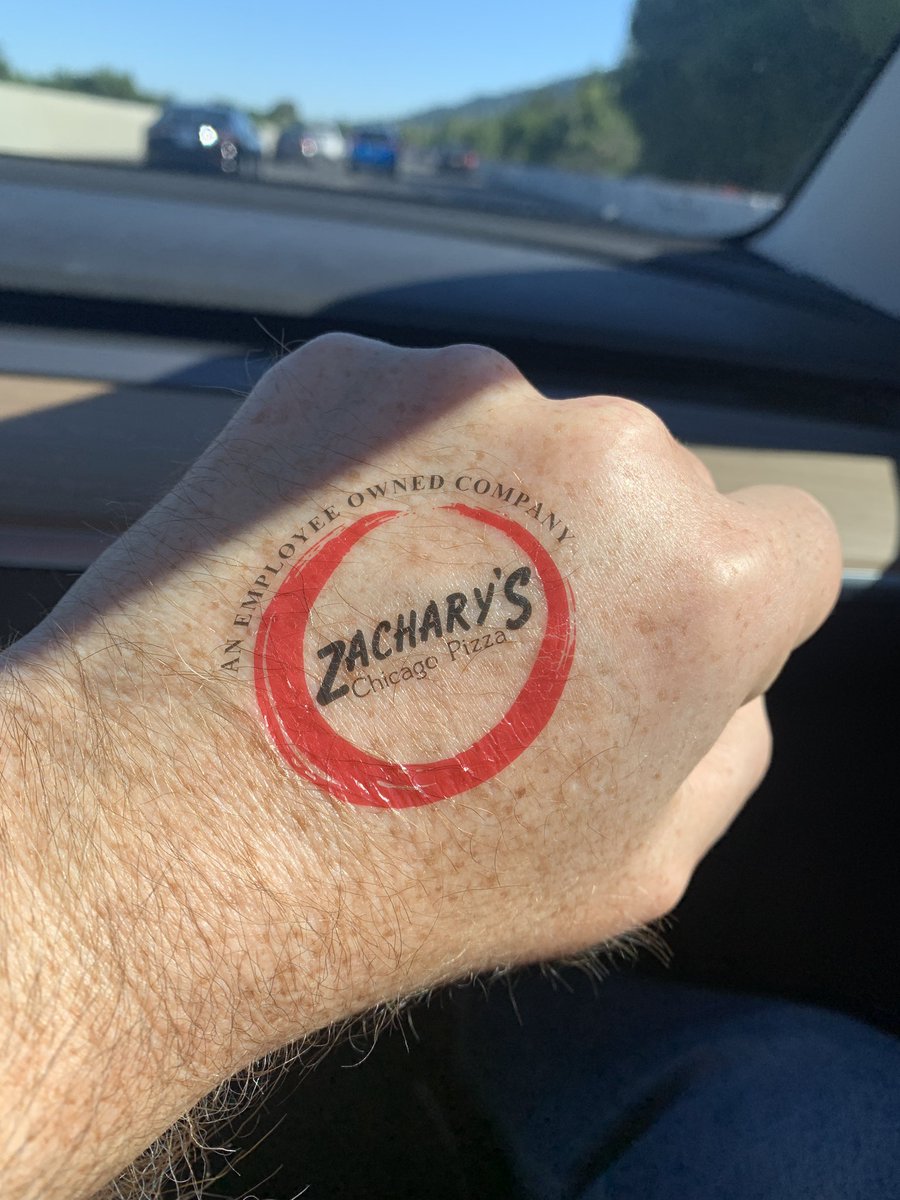 AN EMPLOYEE OWNED COMPANY
ZACHARY'S
Chicago Pizza